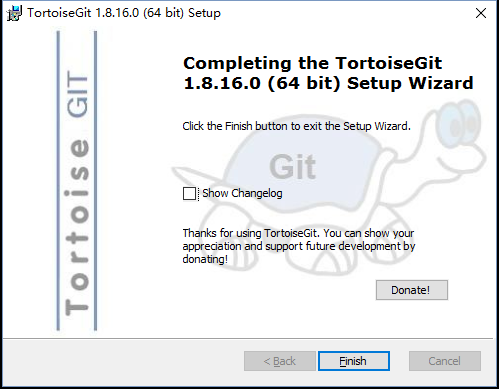 TortoiseGit 1.8.16.0 (64 bit) Setup
Tortoise GIT
Completing the TortoiseGit
1.8.16.0 (64 bit) Setup Wizard
Click the Finish button to exit the Setup Wizard.
Git
Show Changelog
Thanks for using TortoiseGit. You can show your
appreciation and support future development by
donating!
Donate!
< Back
Finish
Cancel